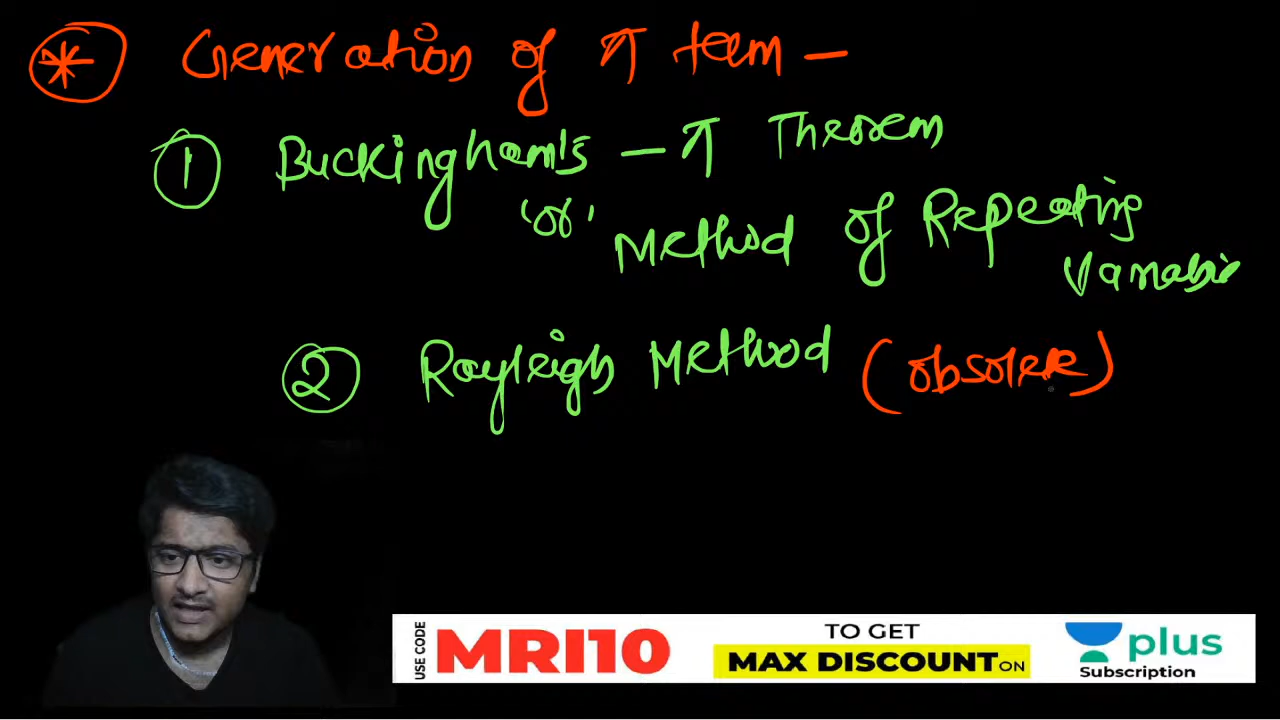 * Generation of π term -
1 Buckingham's - π Theorem
'or' Method of Repeating
Variable
2 Rayleigh Method (obsolete)
USE CODE
MRI10
TO GET
MAX DISCOUNT ON
plus
Subscription